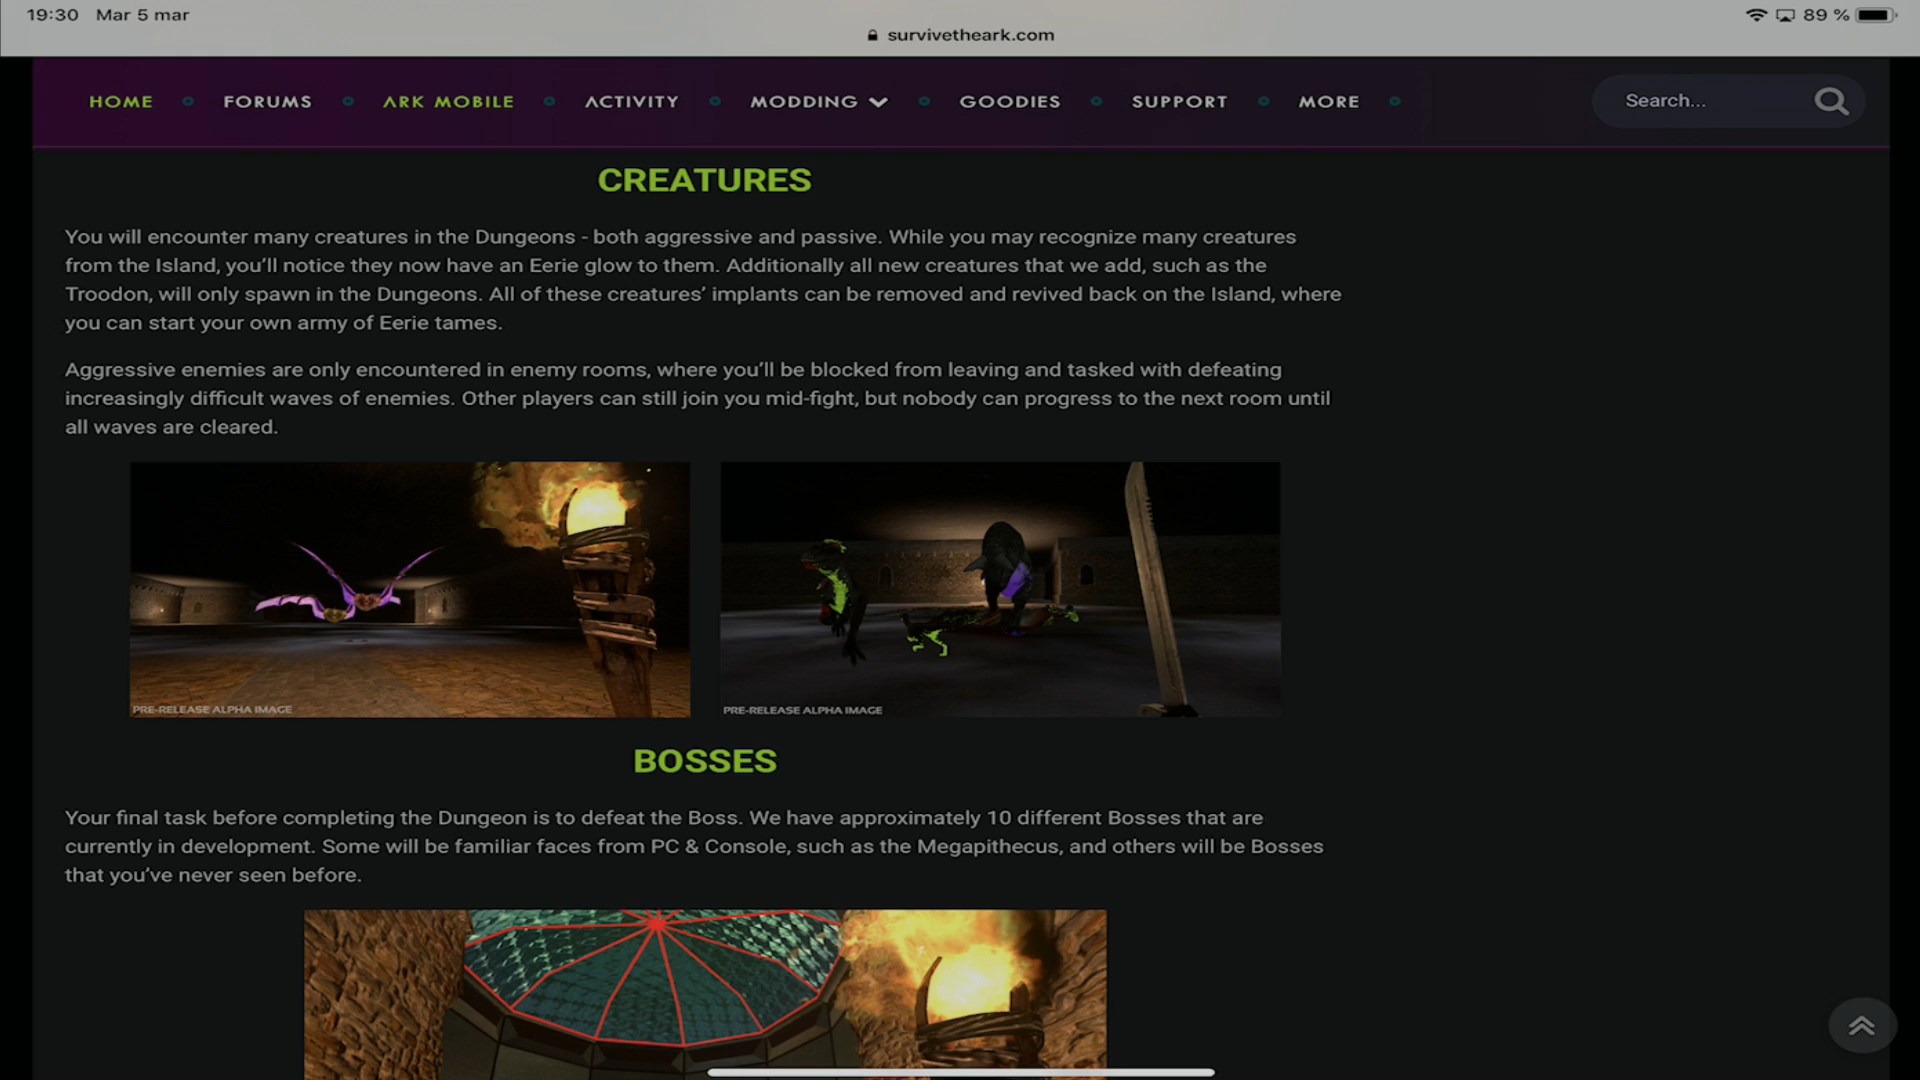 19:30 Mar 5 mar
89 %
survivetheark.com
HOME FORUMS ARK MOBILE ACTIVITY MODDING GOODIES SUPPORT MORE Search...
CREATURES
You will encounter many creatures in the Dungeons - both aggressive and passive. While you may recognize many creatures
from the Island, you’ll notice they now have an Eerie glow to them. Additionally all new creatures that we add, such as the
Troodon, will only spawn in the Dungeons. All of these creatures’ implants can be removed and revived back on the Island, where
you can start your own army of Eerie tames.
Aggressive enemies are only encountered in enemy rooms, where you’ll be blocked from leaving and tasked with defeating
increasingly difficult waves of enemies. Other players can still join you mid-fight, but nobody can progress to the next room until
all waves are cleared.
PRE-RELEASE ALPHA IMAGE
PRE-RELEASE ALPHA IMAGE
BOSSES
Your final task before completing the Dungeon is to defeat the Boss. We have approximately 10 different Bosses that are
currently in development. Some will be familiar faces from PC & Console, such as the Megapithecus, and others will be Bosses
that you’ve never seen before.